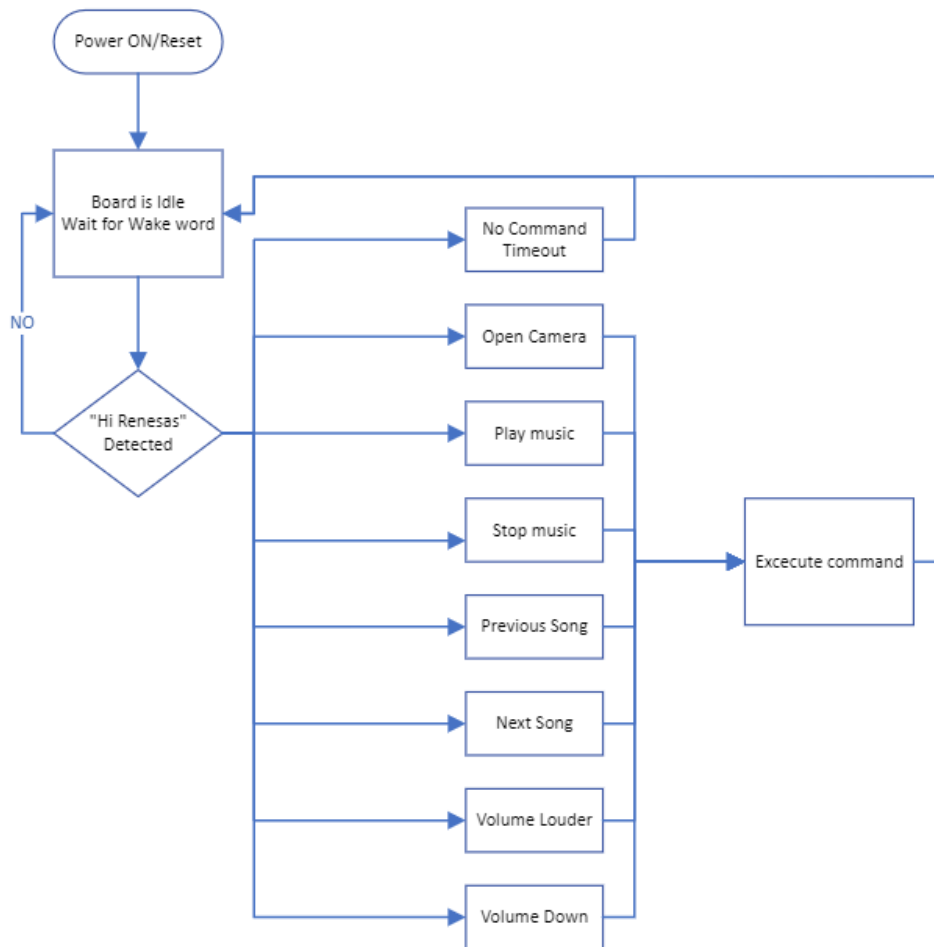 Power ON/Reset
Board is Idle
Wait for Wake word
NO
"Hi Renesas"
Detected
No Command
Timeout
Open Camera
Play music
Stop music
Previous Song
Next Song
Volume Louder
Volume Down
Excecute command